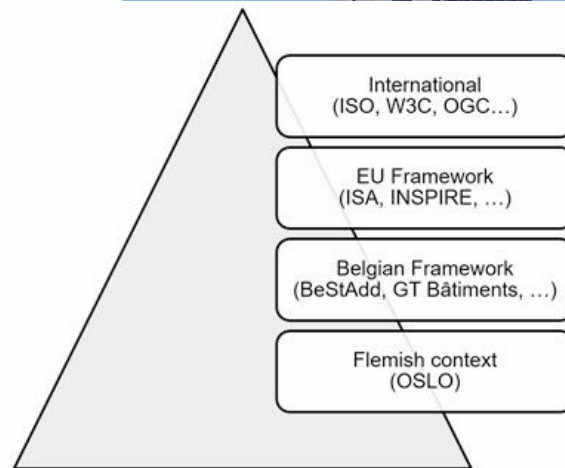 International
(ISO, W3C, OGC…)
EU Framework
(ISA, INSPIRE, …)
Belgian Framework
(BeStAdd, GT Bâtiments, …)
Flemish context
(OSLO)